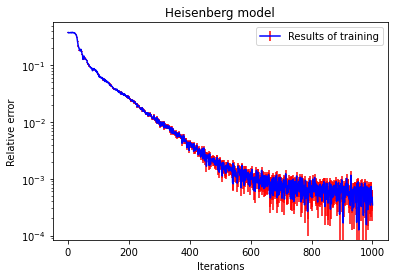 Heisenberg model
Results of training
Relative error
10⁻¹
10⁻²
10⁻³
10⁻⁴
0 200 400 600 800 1000
Iterations